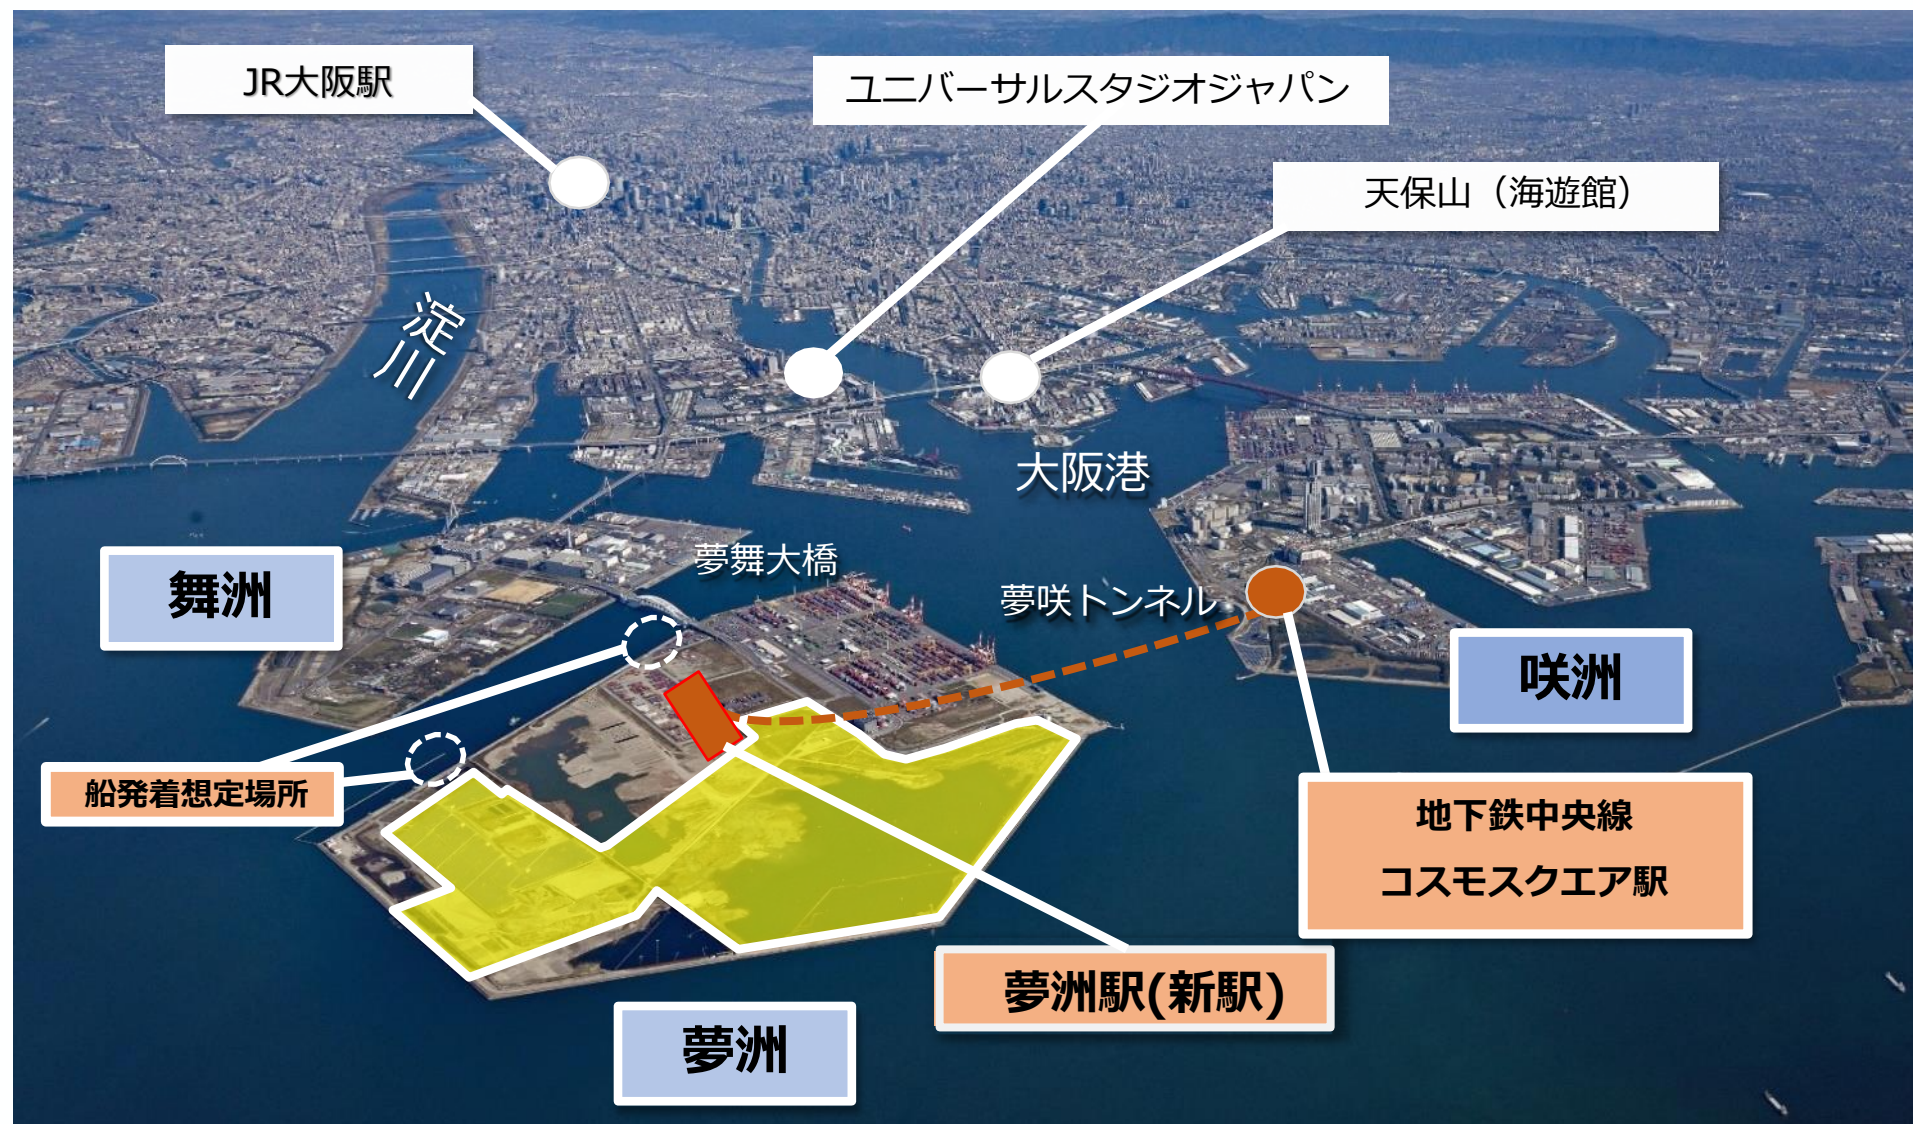 JR大阪駅
ユニバーサルスタジオジャパン
天保山（海遊館）
淀川
大阪港
夢舞大橋
夢咲トンネル
舞洲
咲洲
船発着想定場所
地下鉄中央線
コスモスクエア駅
夢洲駅(新駅)
夢洲